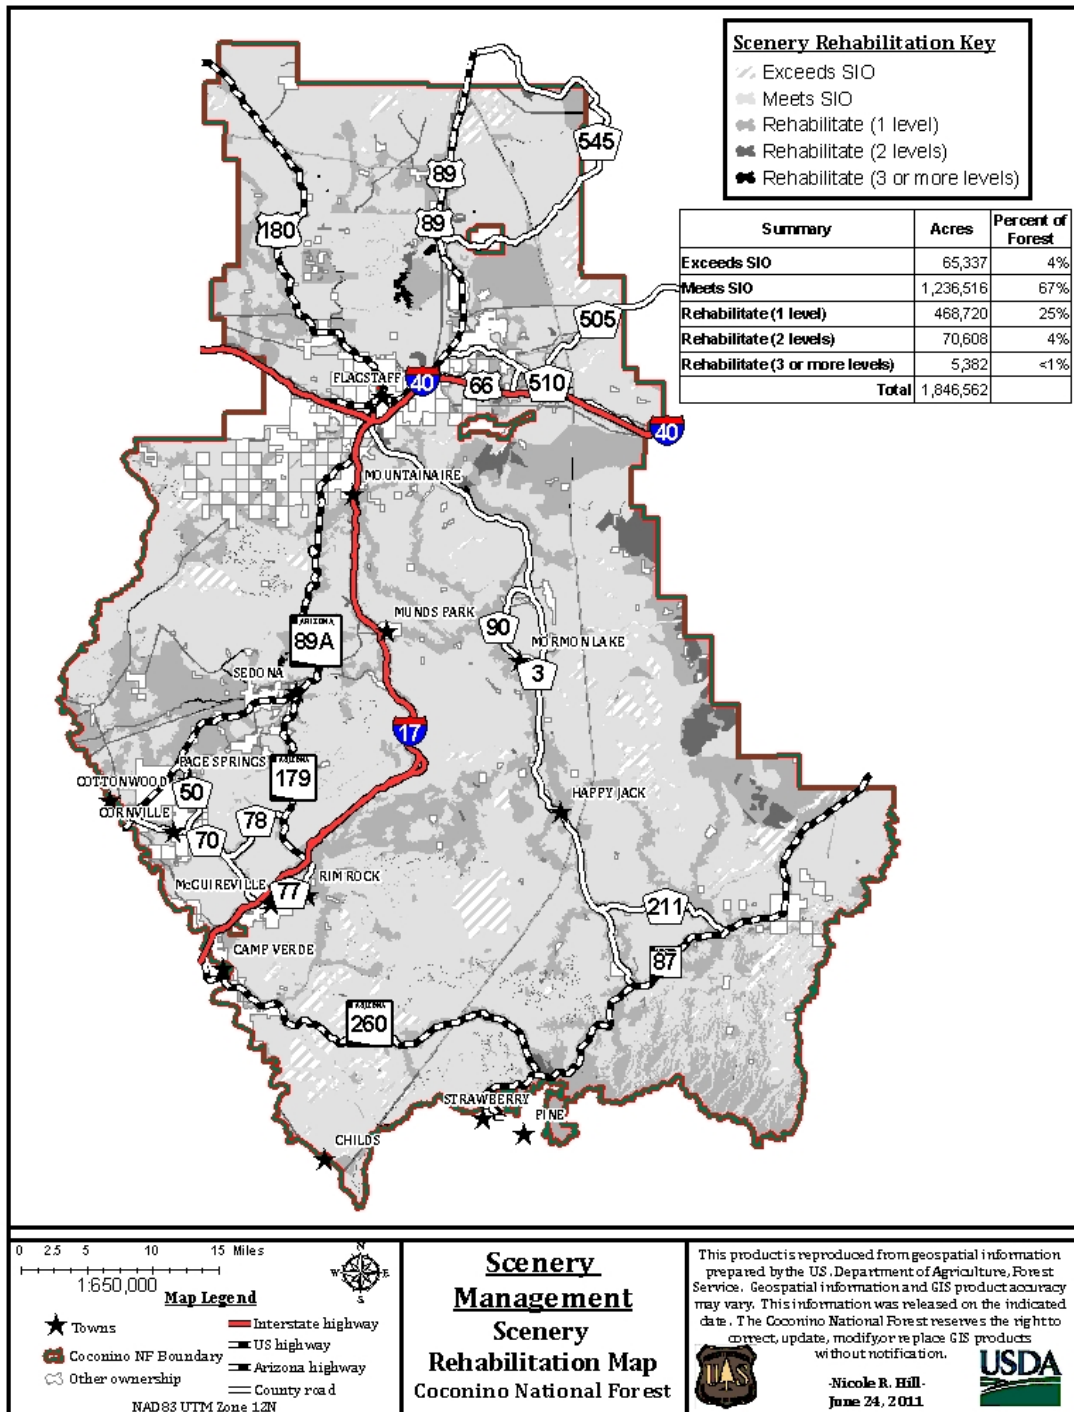 Scenery Rehabilitation Key
Exceeds SIO
Meets SIO
Rehabilitate (1 level)
Rehabilitate (2 levels)
Rehabilitate (3 or more levels)
Summary Acres Percent of Forest
Exceeds SIO 65,337 4%
Meets SIO 1,236,516 67%
Rehabilitate (1 level) 468,720 25%
Rehabilitate (2 levels) 70,608 4%
Rehabilitate (3 or more levels) 5,382 <1%
Total 1,846,562
545
89
89
180
505
FLAGSTAFF
40
66
510
40
MOUNTAINAIRE
MUNDS PARK
90
MORMON LAKE
3
ARIZONA
89A
SEDONA
17
PAGE SPRINGS
ARIZONA
179
COTTONWOOD
50
CORNVILLE
78
70
HAPPY JACK
McGUIREVILLE
77
RIMROCK
211
CAMP VERDE
87
ARIZONA
260
STRAWBERRY
PINE
CHILDS
0 2.5 5 10 15 Miles
1:650,000
Map Legend
Towns
Coconino NF Boundary
Other ownership
Interstate highway
US highway
Arizona highway
County road
NAD83 UTM Zone 12N
N
W E
S
Scenery
Management
Scenery
Rehabilitation Map
Coconino National Forest
This product is reproduced from geospatial information
prepared by the US. Department of Agriculture, Forest
Service. Geospatial information and GIS product accuracy
may vary. This information was released on the indicated
date. The Coconino National Forest reserves the right to
correct, update, modify,or replace GIS products
without notification.
-Nicole R. Hill-
June 24, 2011
UAS
USDA